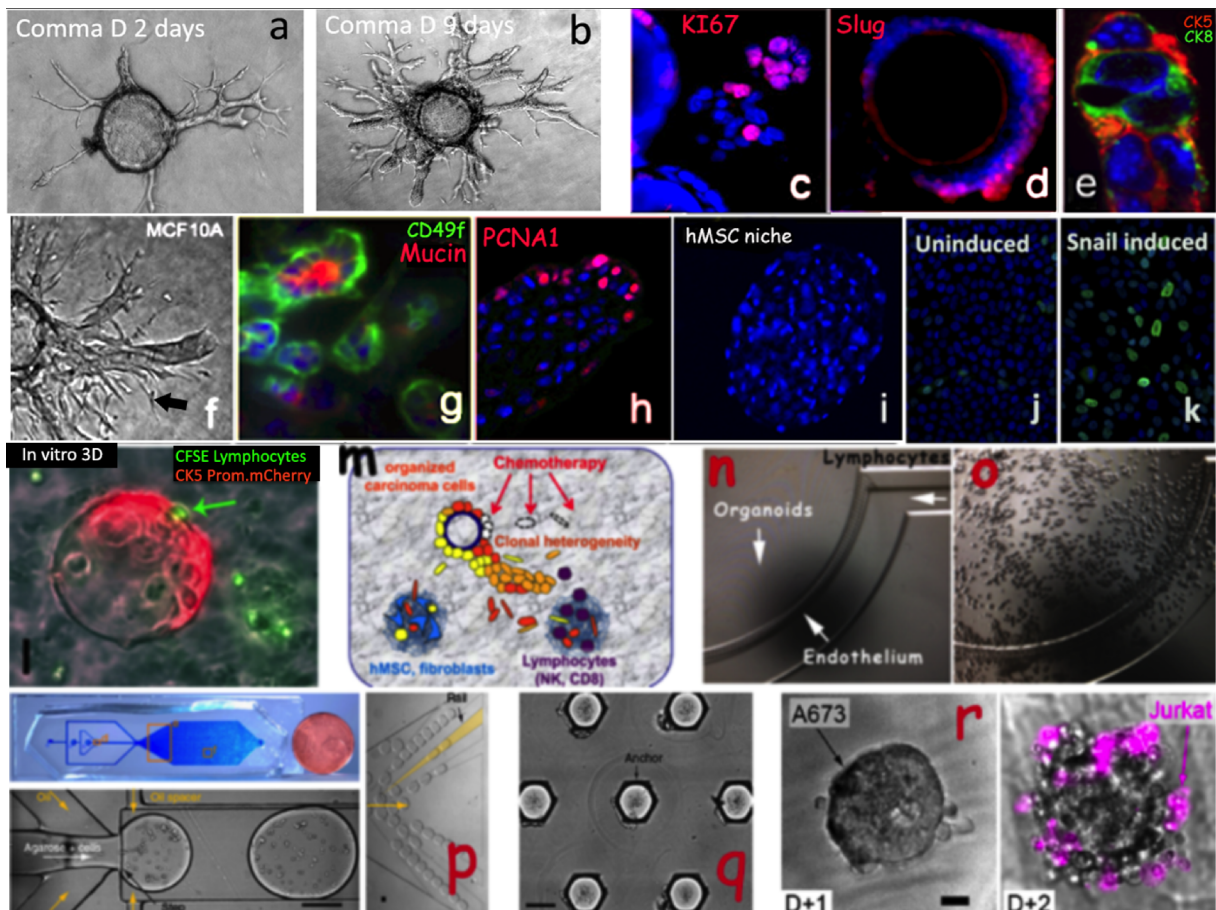 Comma D 2 days
a
Comma D 9 days
b
KI67
c
Slug
d
CK5
CK8
e
MCF10A
f
CD49f
Mucin
g
PCNA1
h
hMSC niche
i
Uninduced
j
Snail induced
k
In vitro 3D
CFSE Lymphocytes
CK5 Prom.mCherry
m
organized
carcinoma cells
Chemotherapy
Clonal heterogeneity
hMSC, fibroblasts
Lymphocytes
(NK, CD8)
n
Lymphocytes
Organoids
Endothelium
o
Oil
Oil spacer
Agarose + cells
Rail
p
Anchor
q
A673
r
D+1
Jurkat
D+2